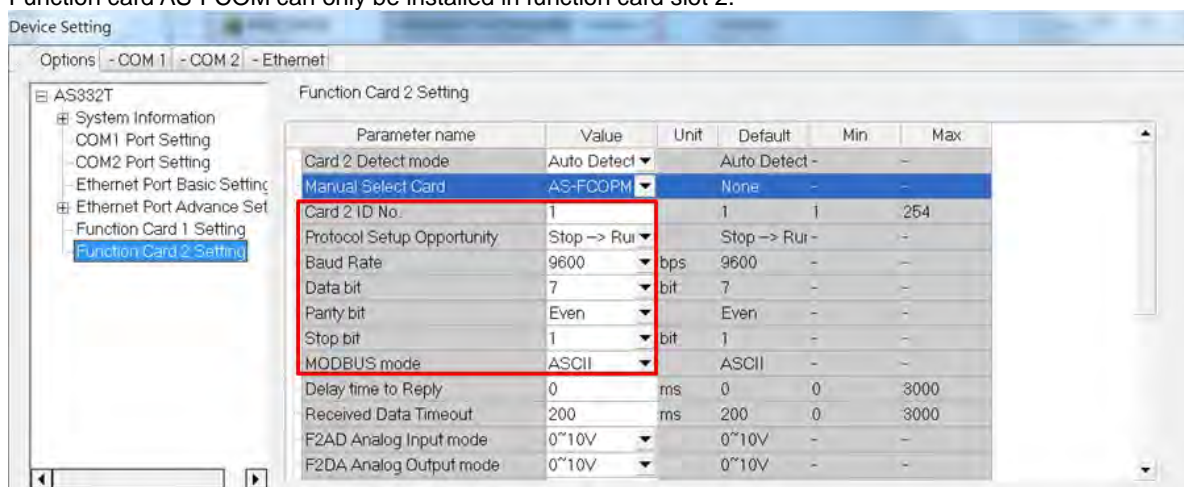 Function card AS-FCOM can only be installed in function card slot 2.
Device Setting
Options - COM 1 - COM 2 - Ethernet
AS332T
System Information
COM1 Port Setting
COM2 Port Setting
Ethernet Port Basic Setting
Ethernet Port Advance Set
Function Card 1 Setting
Function Card 2 Setting
Function Card 2 Setting
Parameter name Value Unit Default Min Max
Card 2 Detect mode Auto Detect Auto Detect - -
Manual Select Card AS-FCOPM None - -
Card 2 ID No. 1 1 1 254
Protocol Setup Opportunity Stop -> Rui Stop -> Rui - -
Baud Rate 9600 bps 9600 - -
Data bit 7 bit 7 - -
Parity bit Even Even - -
Stop bit 1 bit 1 - -
MODBUS mode ASCII ASCII - -
Delay time to Reply 0 ms 0 0 3000
Received Data Timeout 200 ms 200 0 3000
F2AD Analog Input mode 0~10V 0~10V - -
F2DA Analog Output mode 0~10V 0~10V - -